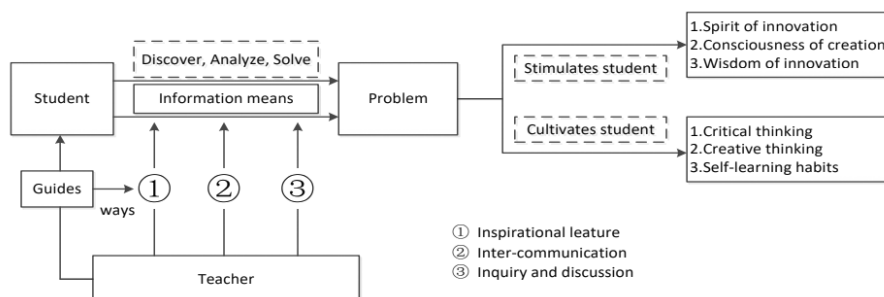 Discover, Analyze, Solve
Student
Information means
Problem
Stimulates student
1.Spirit of innovation
2.Consciousness of creation
3.Wisdom of innovation
Cultivates student
1.Critical thinking
2.Creative thinking
3.Self-learning habits
Guides
ways
①
②
③
Teacher
① Inspirational leature
② Inter-communication
③ Inquiry and discussion